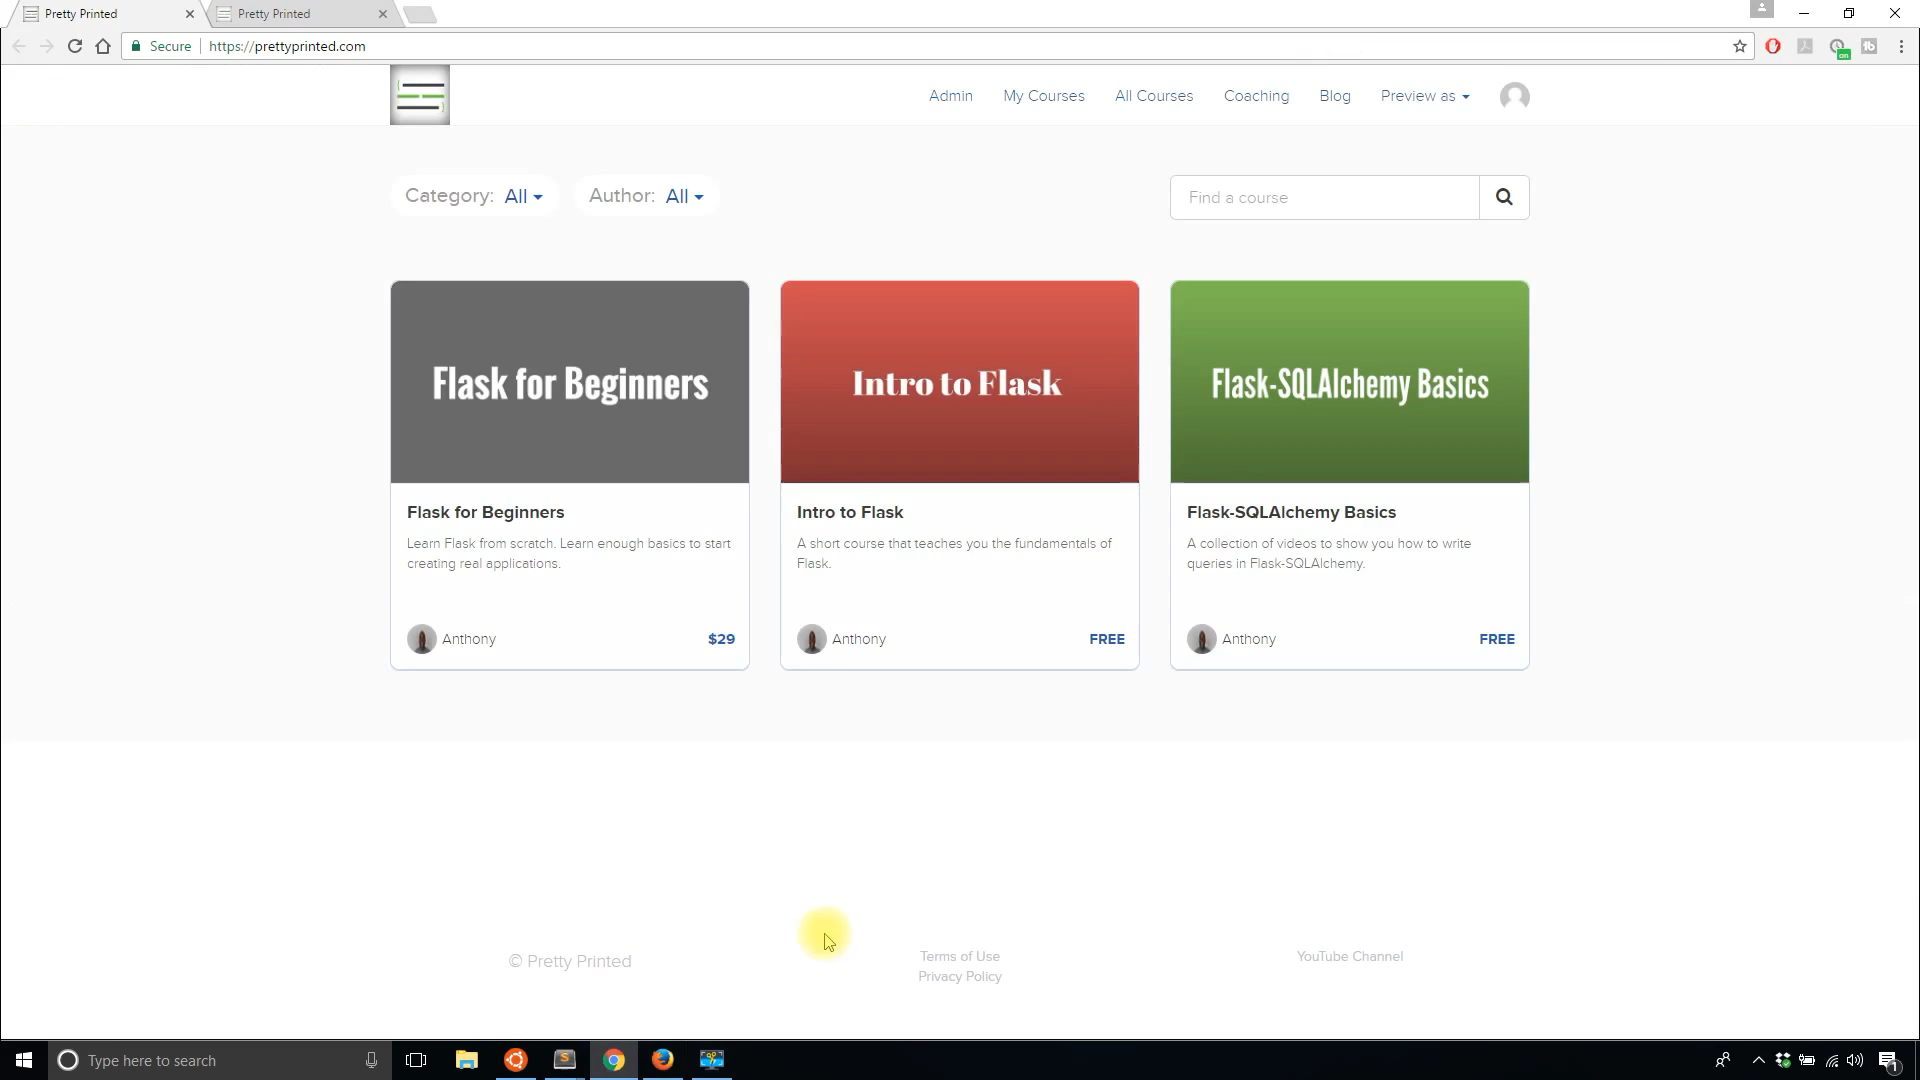 Pretty Printed
Pretty Printed
Secure
https://prettyprinted.com
Admin
My Courses
All Courses
Coaching
Blog
Preview as
Category: All
Author: All
Find a course
Flask for Beginners
Intro to Flask
Flask-SQLAlchemy Basics
Flask for Beginners
Learn Flask from scratch. Learn enough basics to start
creating real applications.
Anthony
$29
Intro to Flask
A short course that teaches you the fundamentals of
Flask.
Anthony
FREE
Flask-SQLAlchemy Basics
A collection of videos to show you how to write
queries in Flask-SQLAlchemy.
Anthony
FREE
© Pretty Printed
Terms of Use
Privacy Policy
YouTube Channel
Type here to search
on
tb
S
1